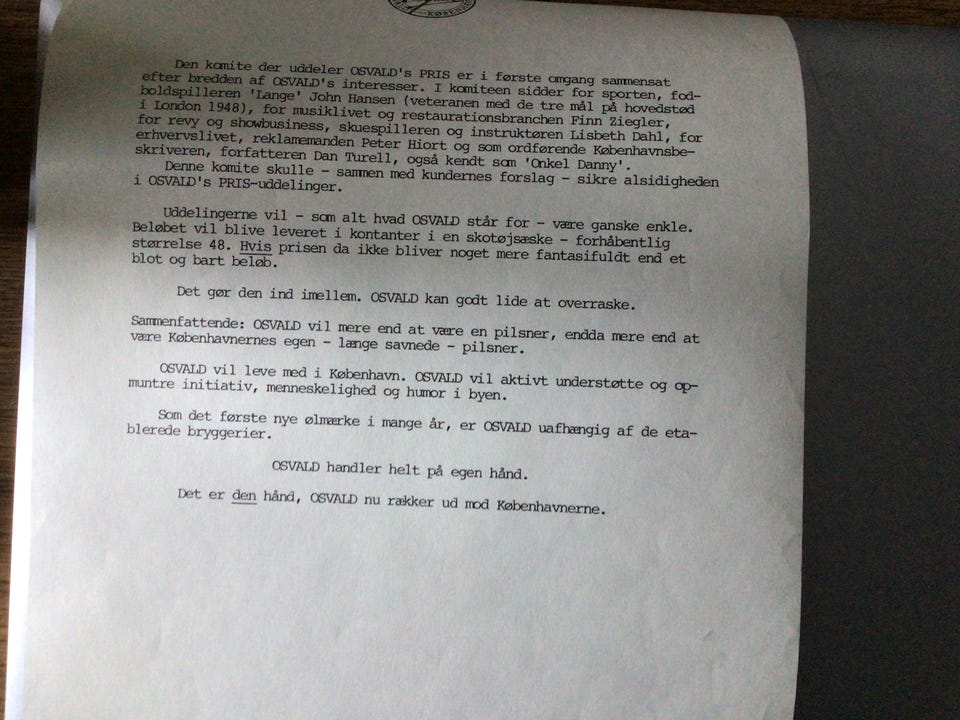 KØBENH
Den komite der uddeler OSVALD's PRIS er i første omgang sammensat
efter bredden af OSVALD's interesser. I komiteen sidder for sporten, fod-
boldspilleren 'Lange' John Hansen (veteranen med de tre mål på hovedstød
i London 1948), for musiklivet og restaurationsbranchen Finn Ziegler,
for revy og showbusiness, skuespilleren og instruktøren Lisbeth Dahl, for
erhvervslivet, reklamemanden Peter Hiort og som ordførende Københavnsbe-
skriveren, forfatteren Dan Turell, også kendt som 'Onkel Danny'.
Denne komite skulle - sammen med kundernes forslag - sikre alsidigheden
i OSVALD's PRIS-uddelinger.
Uddelingerne vil - som alt hvad OSVALD står for - være ganske enkle.
Beløbet vil blive leveret i kontanter i en skotøjsæske - forhåbentlig
størrelse 48. Hvis prisen da ikke bliver noget mere fantasifuldt end et
blot og bart beløb.
Det gør den ind imellem. OSVALD kan godt lide at overraske.
Sammenfattende: OSVALD vil mere end at være en pilsner, endda mere end at
være Københavnernes egen - længe savnede - pilsner.
OSVALD vil leve med i København. OSVALD vil aktivt understøtte og op-
muntre initiativ, menneskelighed og humor i byen.
Som det første nye ølmærke i mange år, er OSVALD uafhængig af de eta-
blerede bryggerier.
OSVALD handler helt på egen hånd.
Det er den hånd, OSVALD nu rækker ud mod Københavnerne.